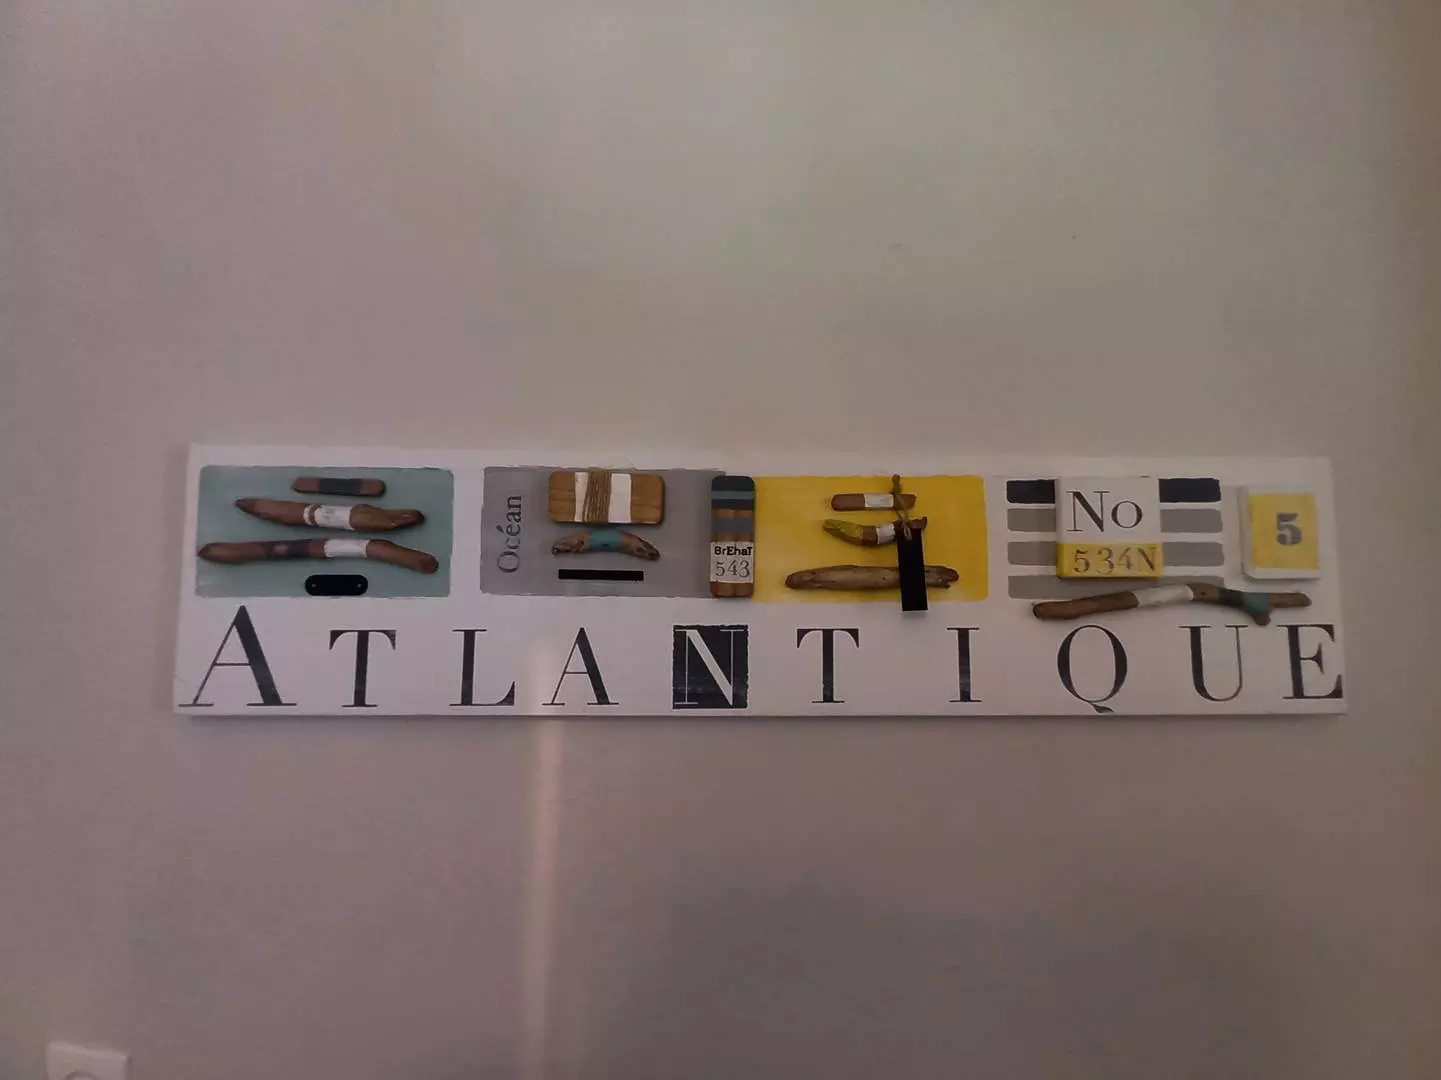 Océan
BrEhaT
543
No
534N
5
ATLANTIQUE